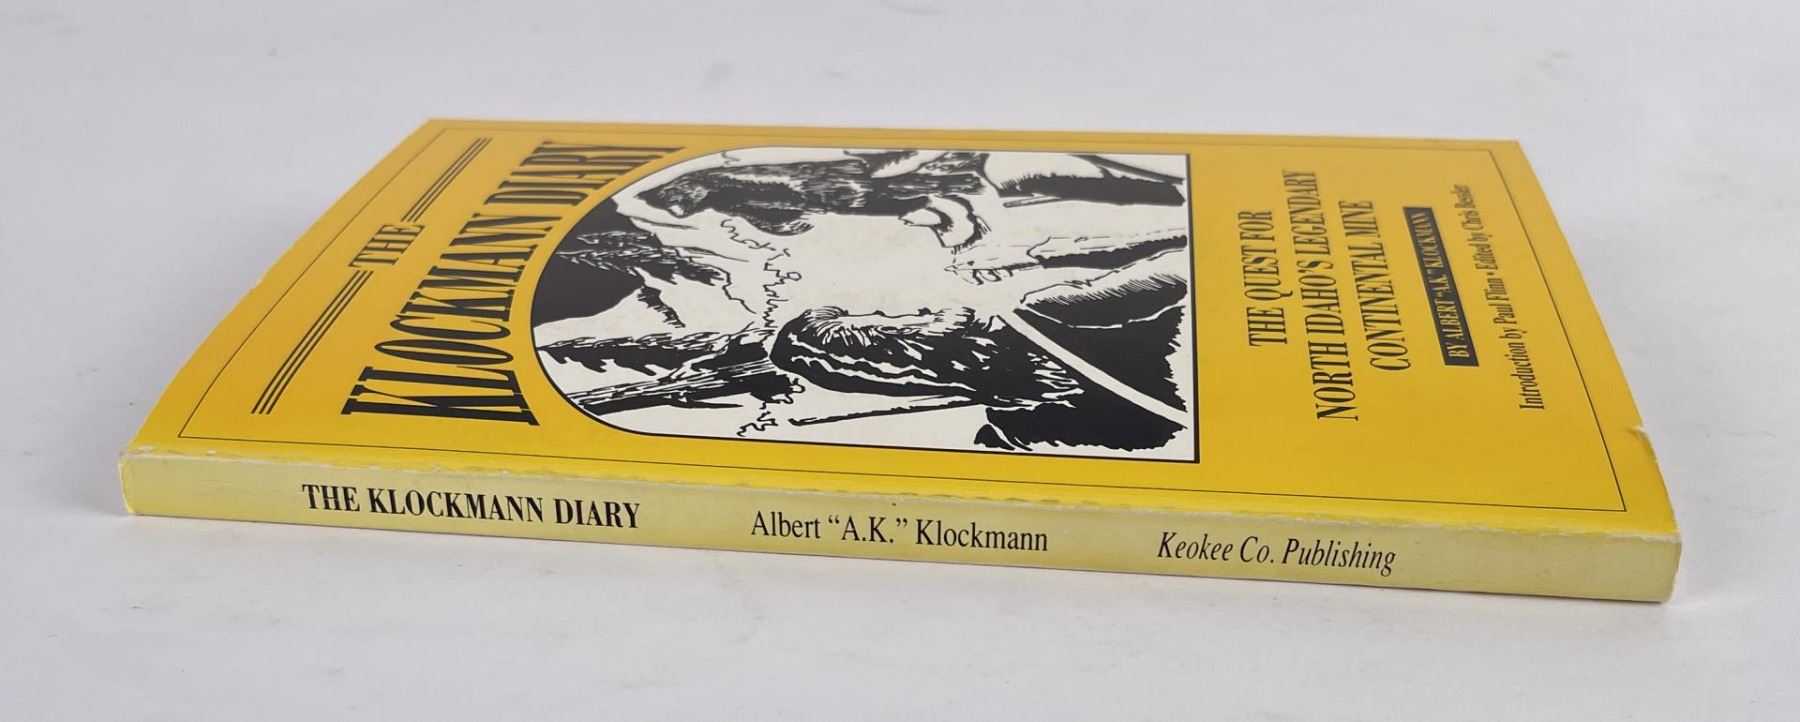 THE
KLOCKMANN DIARY
THE QUEST FOR
NORTH IDAHO'S LEGENDARY
CONTINENTAL MINE
BY ALBERT "A.K." KLOCKMANN
Introduction by Paul Flinn • Edited by Chris Bessler
THE KLOCKMANN DIARY
Albert “A.K.” Klockmann
Keokee Co. Publishing